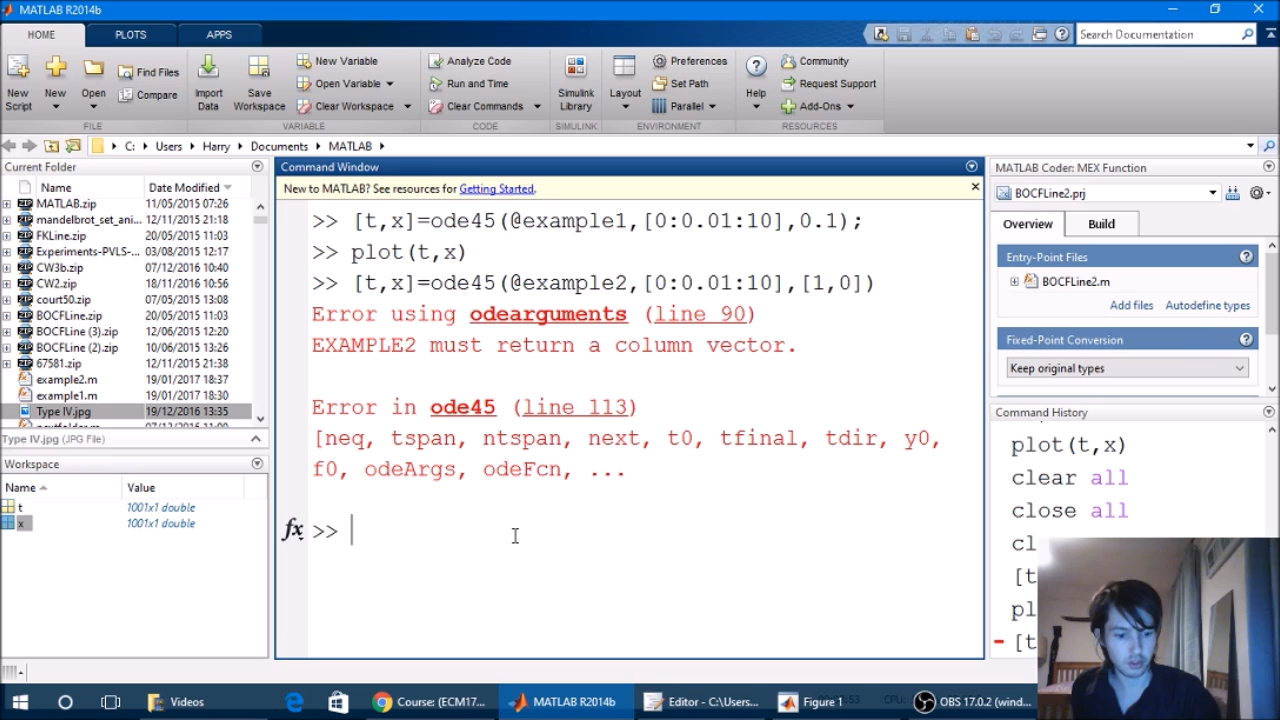 MATLAB R2014b
HOME
PLOTS
APPS
Search Documentation
New
Script
New
Open
Find Files
Compare
Import
Data
Save
Workspace
New Variable
Open Variable
Clear Workspace
Analyze Code
Run and Time
Clear Commands
Simulink
Library
Layout
Preferences
Set Path
Parallel
Help
Community
Request Support
Add-Ons
FILE
VARIABLE
CODE
SIMULINK
ENVIRONMENT
RESOURCES
C: Users Harry Documents MATLAB
Current Folder
Name Date Modified
MATLAB.zip 11/05/2015 07:26
mandelbrot_set_ani... 12/11/2015 21:18
FKLine.zip 20/05/2015 11:03
Experiments-PVLS-... 03/08/2015 12:17
CW3b.zip 07/12/2016 10:40
CW2.zip 18/11/2016 10:56
court50.zip 07/05/2015 13:08
BOCFLine.zip 20/05/2015 11:03
BOCFLine (3).zip 12/06/2015 12:20
BOCFLine (2).zip 10/06/2015 13:26
67581.zip 12/11/2015 21:38
example2.m 19/01/2017 18:37
example1.m 19/01/2017 18:30
Type IV.jpg 19/12/2016 13:35
Type IV.jpg (JPG File)
Workspace
Name Value
t 1001x1 double
x 1001x1 double
Command Window
New to MATLAB? See resources for Getting Started.
>> [t,x]=ode45(@example1,[0:0.01:10],0.1);
>> plot(t,x)
>> [t,x]=ode45(@example2,[0:0.01:10],[1,0])
Error using odearguments (line 90)
EXAMPLE2 must return a column vector.
Error in ode45 (line 113)
[neq, tspan, ntspan, next, t0, tfinal, tdir, y0,
f0, odeArgs, odeFcn, ...
fx >>
MATLAB Coder: MEX Function
BOCFLine2.prj
Overview
Build
Entry-Point Files
BOCFLine2.m
Add files Autodefine types
Fixed-Point Conversion
Keep original types
Command History
plot(t,x)
clear all
close all
cl
[t
pl
[t
Videos
Course: (ECM17...
MATLAB R2014b
Editor - C:\Users...
Figure 1
OBS 17.0.2 (wind...